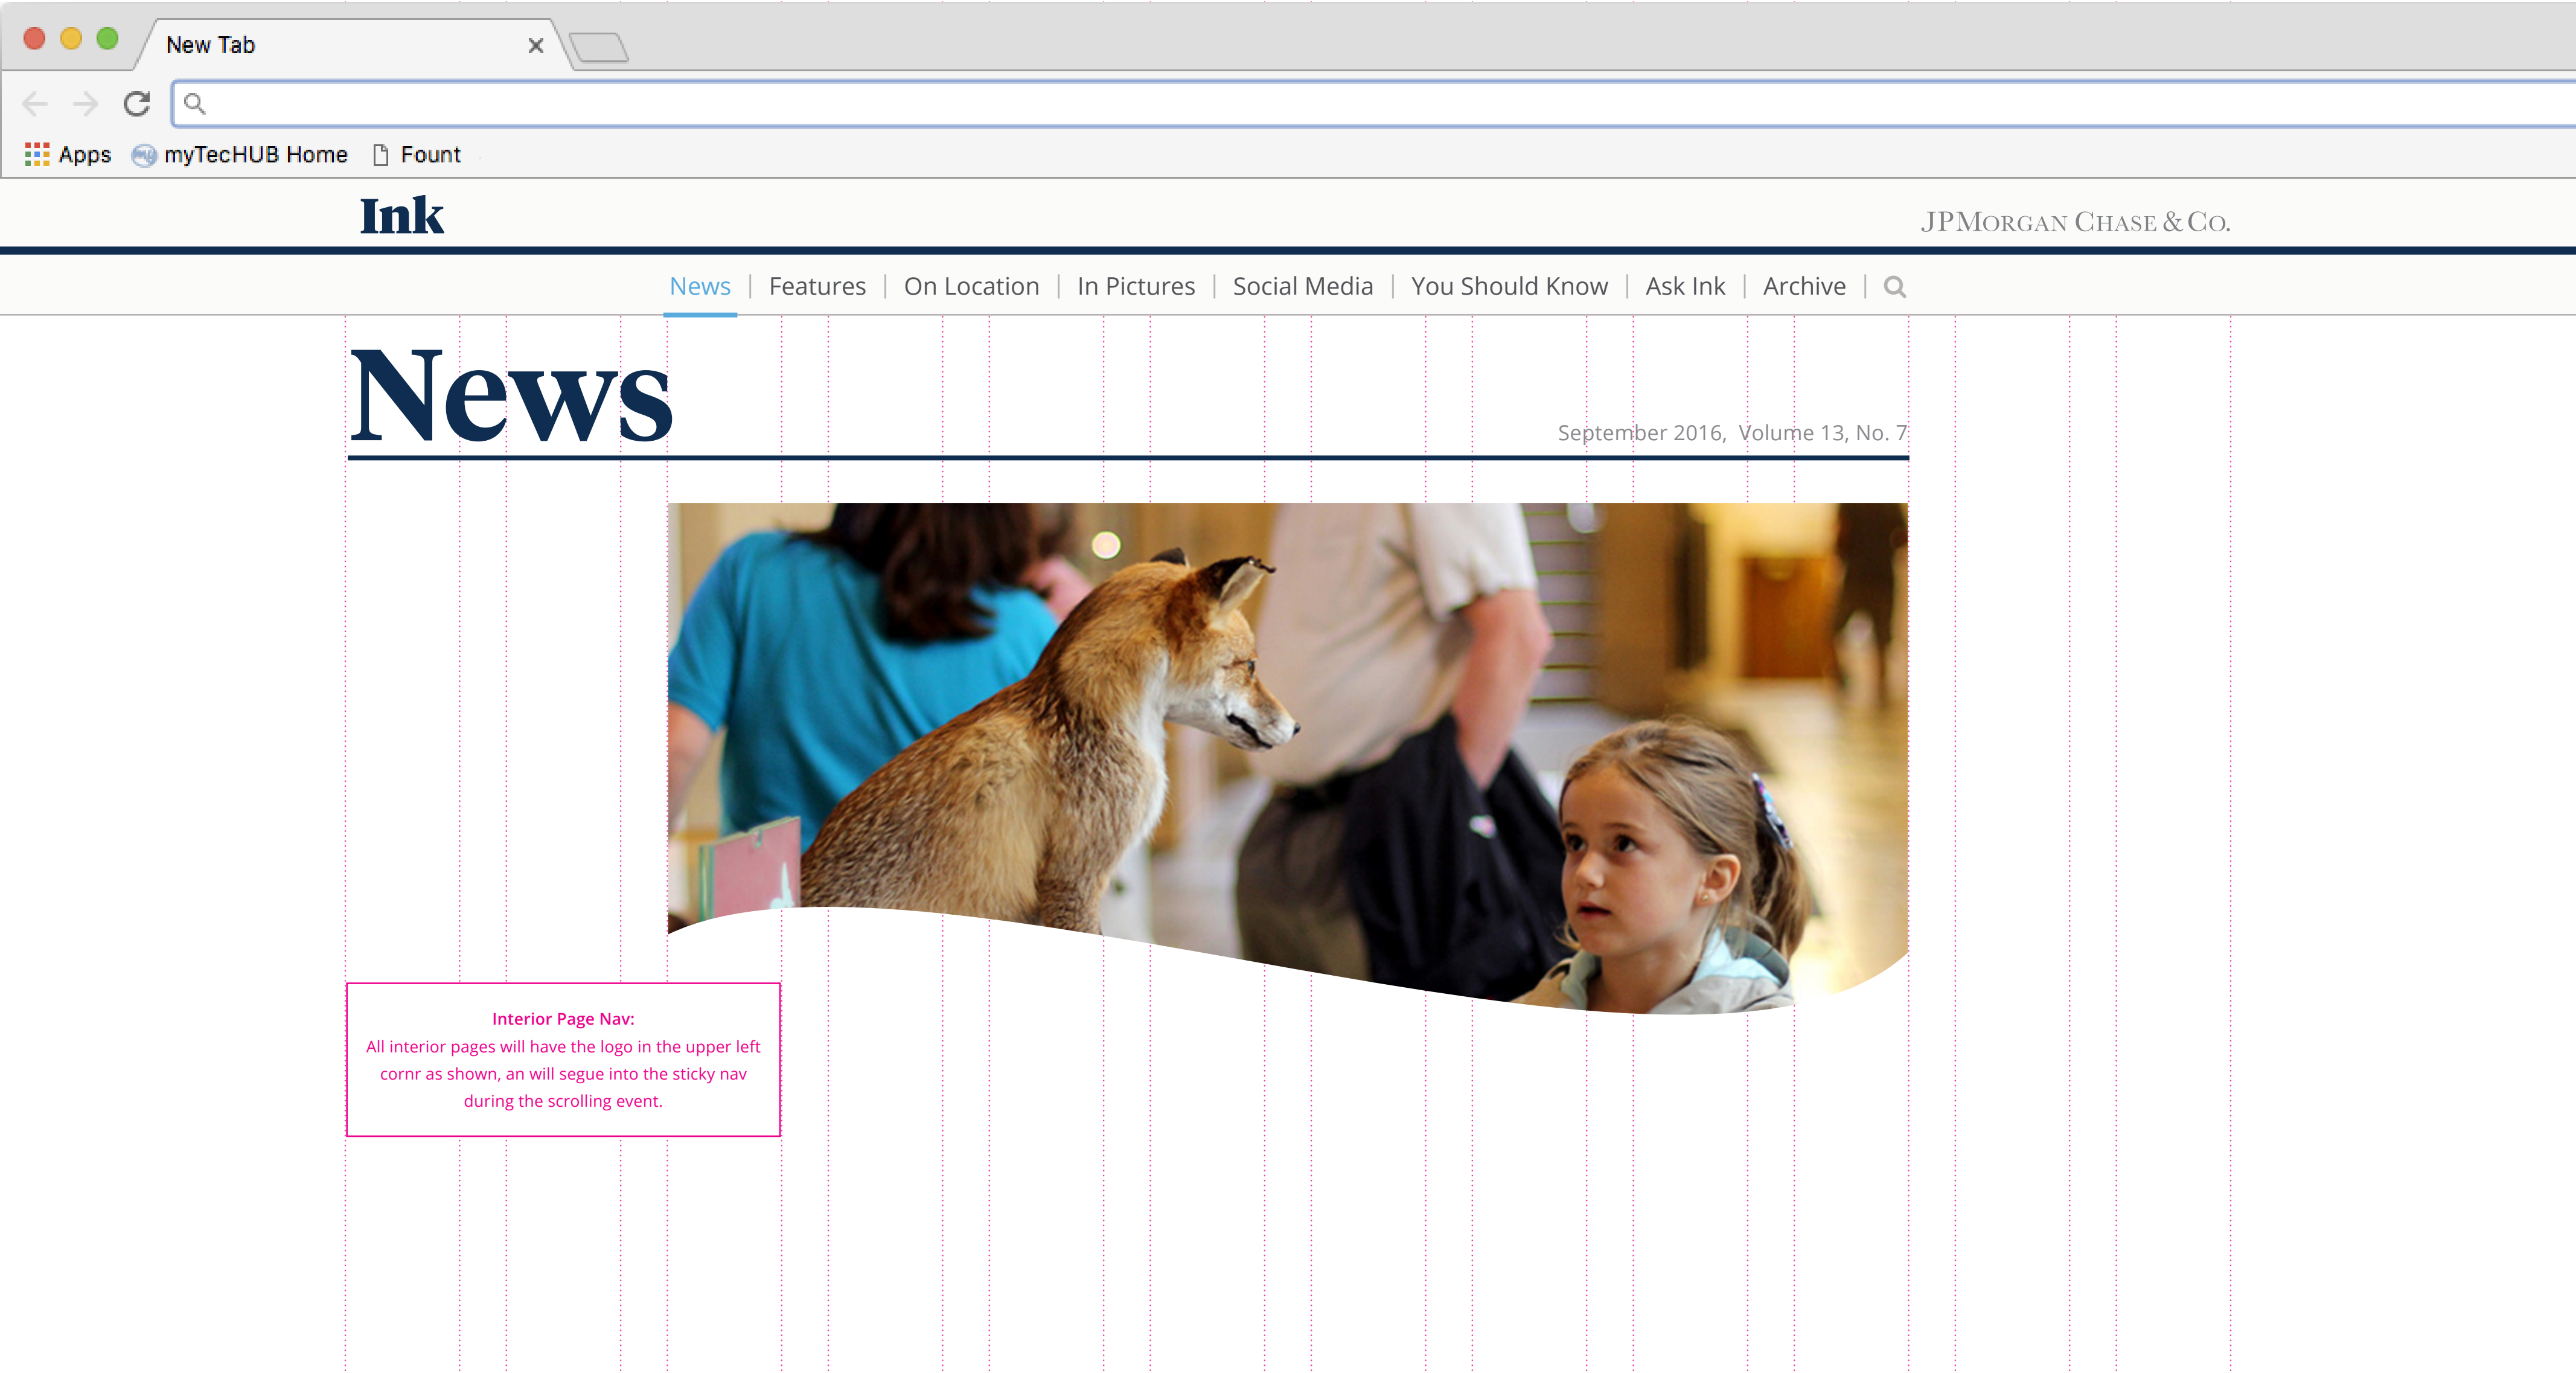 New Tab
Apps myTecHUB Home Fount
Ink
JPMORGAN CHASE & CO.
News | Features | On Location | In Pictures | Social Media | You Should Know | Ask Ink | Archive |
News
September 2016, Volume 13, No. 7
Interior Page Nav:
All interior pages will have the logo in the upper left
cornr as shown, an will segue into the sticky nav
during the scrolling event.